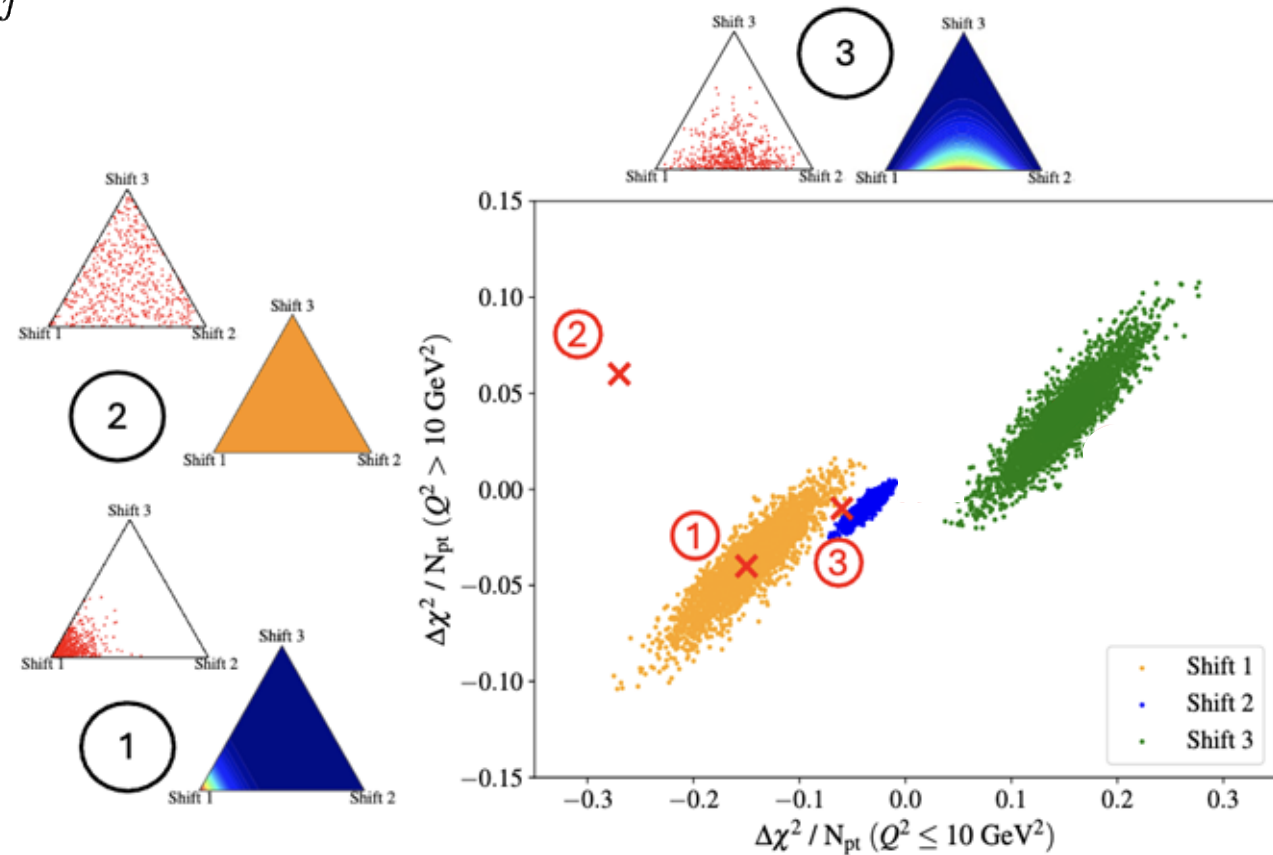 f
Shift 3
3
Shift 3
Shift 1
Shift 2
Shift 1
Shift 2
Shift 3
Shift 1
Shift 2
2
Shift 3
Shift 1
Shift 2
Shift 3
Shift 1
Shift 2
1
Shift 3
Shift 1
Shift 2
0.15
0.10
0.05
0.00
−0.05
−0.10
−0.15
Δχ² / Npt (Q² > 10 GeV²)
2
1
3
Shift 1
Shift 2
Shift 3
−0.3 −0.2 −0.1 0.0 0.1 0.2 0.3
Δχ² / Npt (Q² ≤ 10 GeV²)